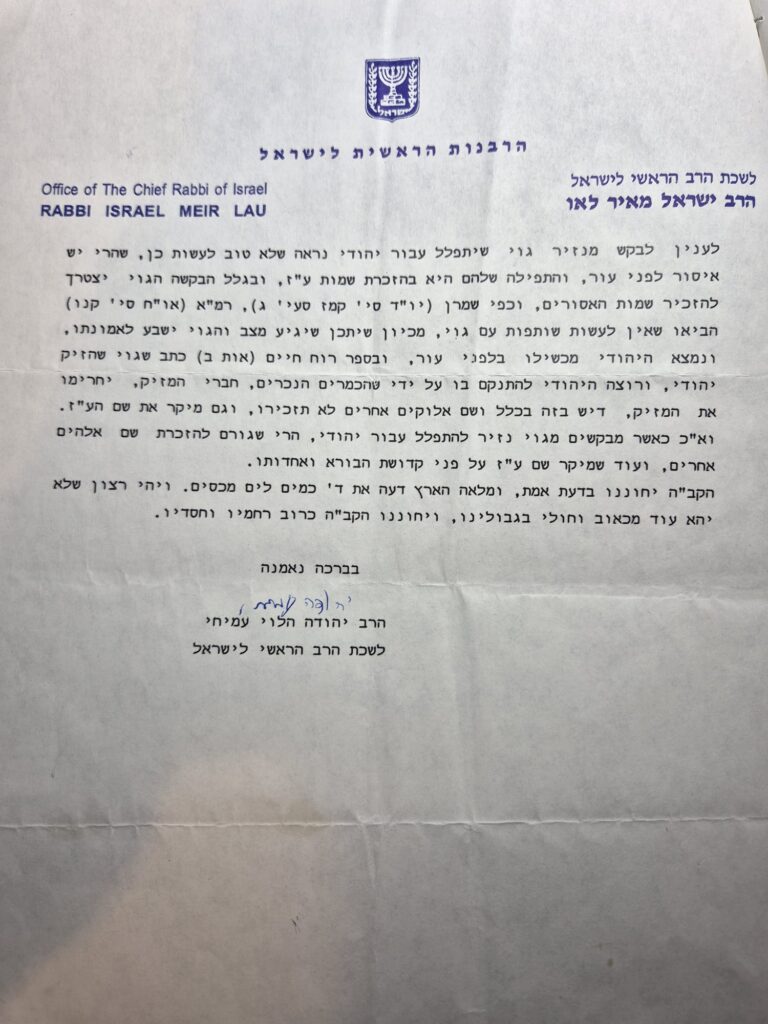 ישראל
הרבנות הראשית לישראל
לשכת הרב הראשי לישראל
הרב ישראל מאיר לאו
Office of The Chief Rabbi of Israel
RABBI ISRAEL MEIR LAU
לענין לבקש מנזיר גוי שיתפלל עבור יהודי נראה שלא טוב לעשות כן, שהרי יש
איסור לפני עור, והתפילה שלהם היא בהזכרת שמות ע"ז, ובגלל הבקשה הגוי יצטרך
להזכיר שמות האסורים, וכפי שמרן (יו"ד סי' קמז סעי' ג), רמ"א (או"ח סי' קנו)
הביאו שאין לעשות שותפות עם גוי, מכיון שיתכן שיגיע מצב והגוי ישבע לאמונתו,
ונמצא היהודי מכשילו בלפני עור, ובספר רוח חיים (אות ב) כתב שגוי שהזיק
יהודי, ורוצה היהודי להתנקם בו על ידי שהכמרים הנכרים, חברי המזיק, יחרימו
את המזיק, דיש בזה בכלל ושם אלוקים אחרים לא תזכירו, וגם מיקר את שם הע"ז.
וא"כ כאשר מבקשים מגוי נזיר להתפלל עבור יהודי, הרי שגורם להזכרת שם אלהים
אחרים, ועוד שמיקר שם ע"ז על פני קדושת הבורא ואחדותו.
הקב"ה יחוננו בדעת אמת, ומלאה הארץ דעה את ד' כמים לים מכסים. ויהי רצון שלא
יהא עוד מכאוב וחולי בגבולינו, ויחוננו הקב"ה כרוב רחמיו וחסדיו.
בברכה נאמנה
יהודה עמיחי
הרב יהודה הלוי עמיחי
לשכת הרב הראשי לישראל